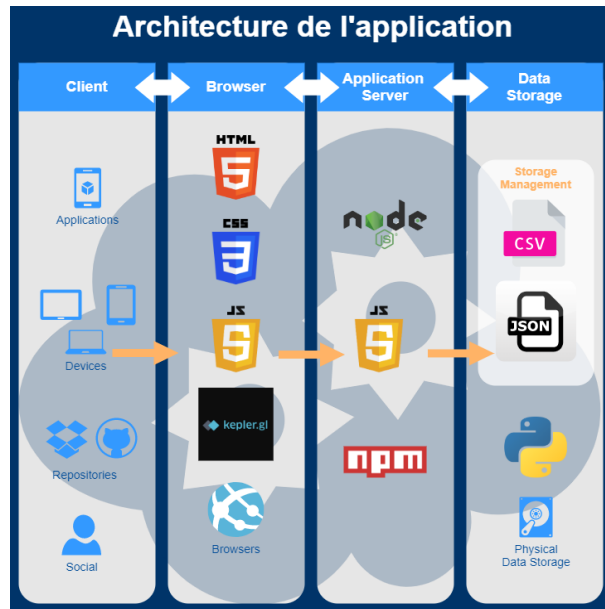 Architecture de l'application
Client
Browser
Application
Server
Data
Storage
Applications
Devices
Repositories
Social
HTML
5
CSS
3
JS
S
kepler.gl
Browsers
node
JS
JS
S
npm
Storage
Management
CSV
JSON
Physical
Data Storage